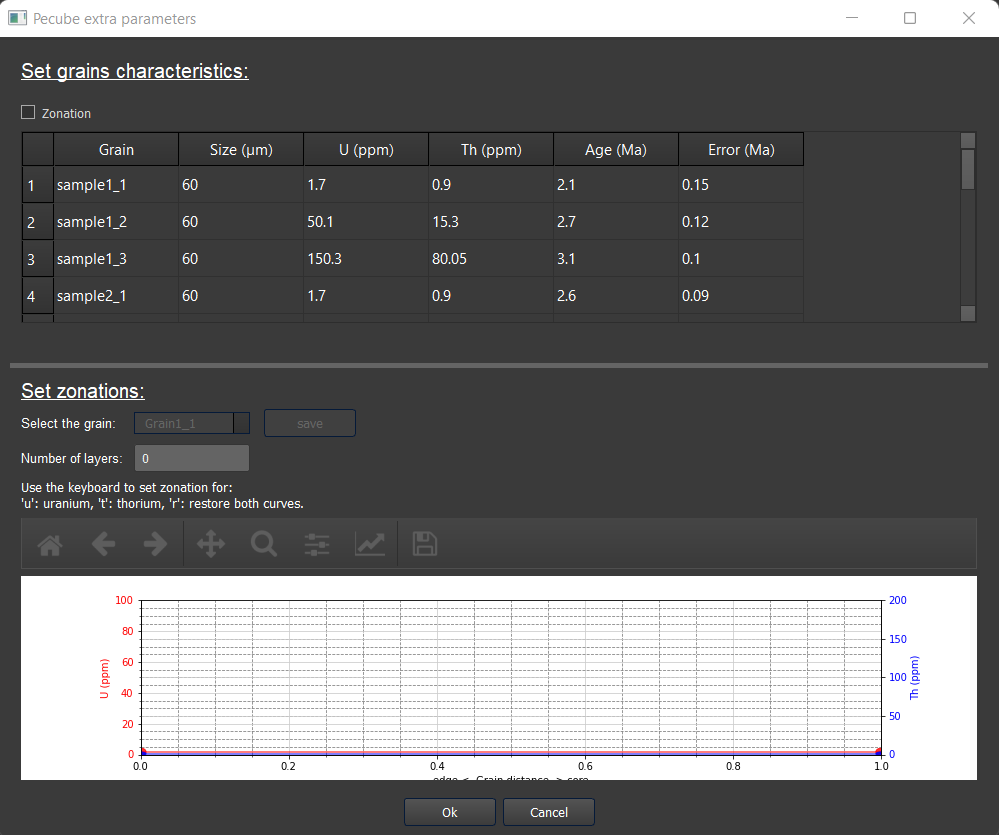 Pecube extra parameters
Set grains characteristics:
Zonation
Grain Size (µm) U (ppm) Th (ppm) Age (Ma) Error (Ma)
1 sample1_1 60 1.7 0.9 2.1 0.15
2 sample1_2 60 50.1 15.3 2.7 0.12
3 sample1_3 60 150.3 80.05 3.1 0.1
4 sample2_1 60 1.7 0.9 2.6 0.09
Set zonations:
Select the grain: Grain1_1 save
Number of layers: 0
Use the keyboard to set zonation for:
'u': uranium, 't': thorium, 'r': restore both curves.
100 200
80 150
60
U (ppm) 100 Th (ppm)
40
20 50
0 0
0.0 0.2 0.4 0.6 0.8 1.0
edge <- Grain distance -> core
Ok Cancel